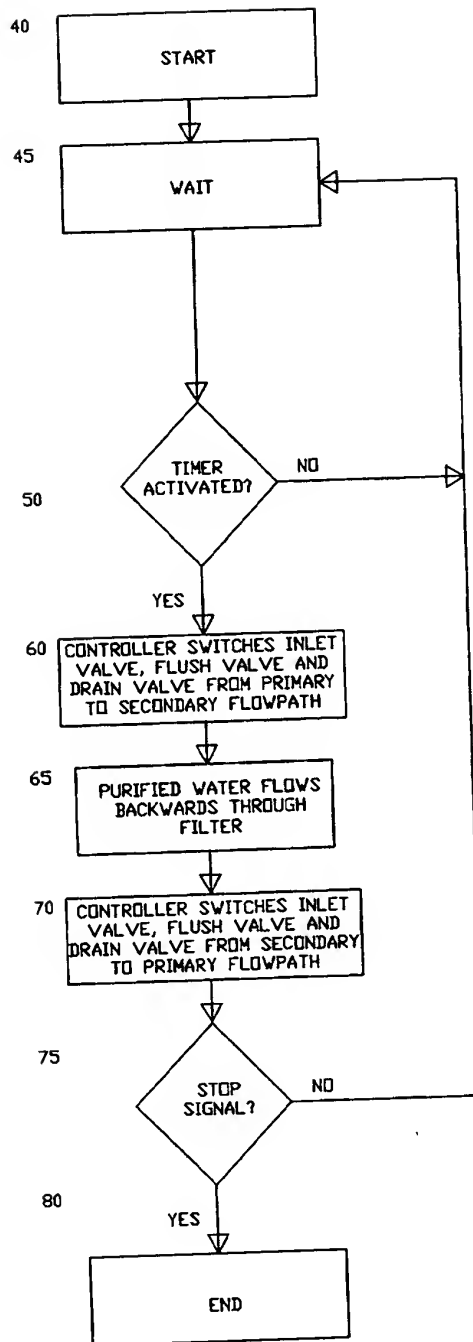 40
START
45
WAIT
TIMER
ACTIVATED?
NO
50
YES
60
CONTROLLER SWITCHES INLET
VALVE, FLUSH VALVE AND
DRAIN VALVE FROM PRIMARY
TO SECONDARY FLOWPATH
65
PURIFIED WATER FLOWS
BACKWARDS THROUGH
FILTER
70
CONTROLLER SWITCHES INLET
VALVE, FLUSH VALVE AND
DRAIN VALVE FROM SECONDARY
TO PRIMARY FLOWPATH
75
STOP
SIGNAL?
NO
80
YES
END